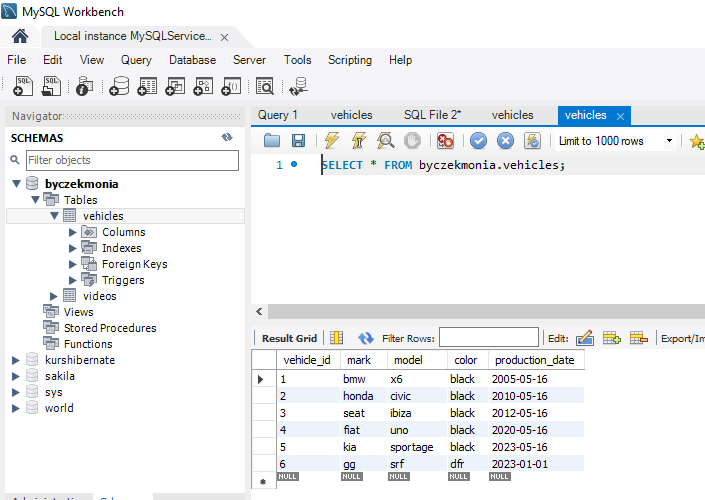 MySQL Workbench
Local instance MySQLService... ×
File Edit View Query Database Server Tools Scripting Help
Navigator
Query 1 vehicles SQL File 2* vehicles vehicles ×
SCHEMAS
Limit to 1000 rows
Filter objects
1 SELECT * FROM byczekmonia.vehicles;
byczekmonia
Tables
vehicles
Columns
Indexes
Foreign Keys
Triggers
videos
Views
Stored Procedures
Functions
kurshibernate
sakila
sys
world
Result Grid Filter Rows: Edit: Export/Im
vehicle_id mark model color production_date
1 bmw x6 black 2005-05-16
2 honda civic black 2010-05-16
3 seat ibiza black 2012-05-16
4 fiat uno black 2020-05-16
5 kia sportage black 2023-05-16
6 gg srf dfr 2023-01-01
NULL NULL NULL NULL NULL